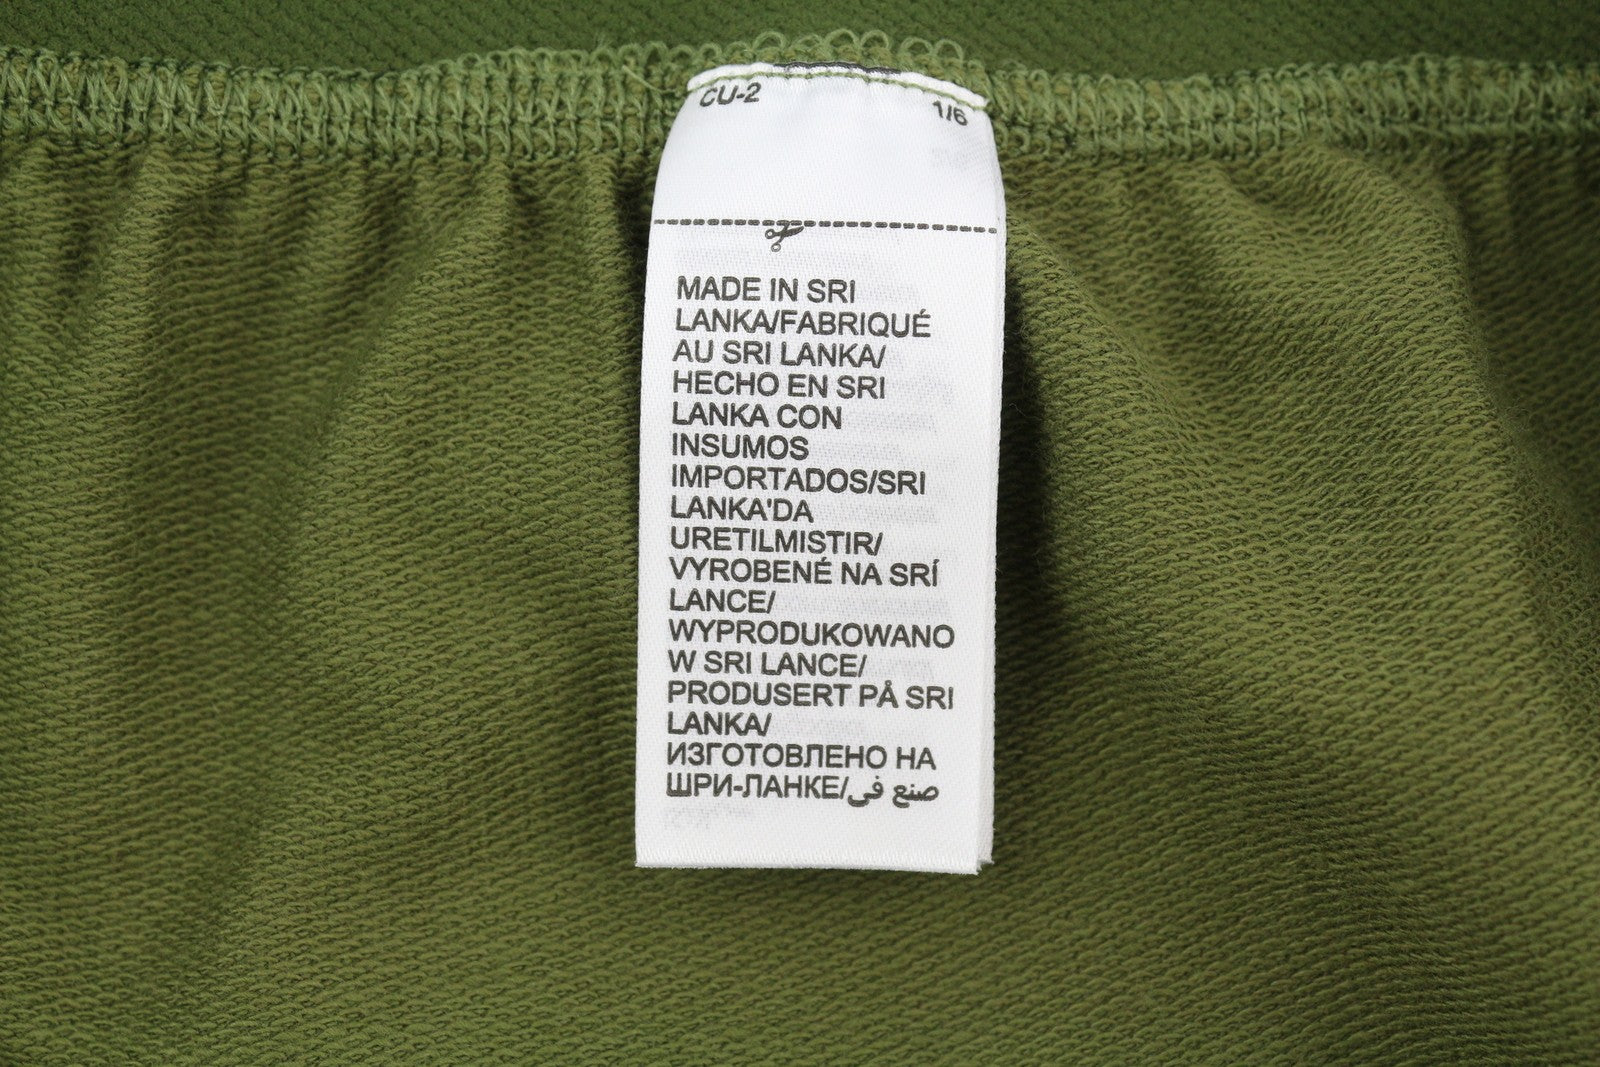 CU-2 1/6
MADE IN SRI
LANKA/FABRIQUÉ
AU SRI LANKA/
HECHO EN SRI
LANKA CON
INSUMOS
IMPORTADOS/SRI
LANKA'DA
URETILMISTIR/
VYROBENÉ NA SRÍ
LANCE/
WYPRODUKOWANO
W SRI LANCE/
PRODUSERT PÅ SRI
LANKA/
ИЗГОТОВЛЕНО НА
ШРИ-ЛАНКЕ/صنع في